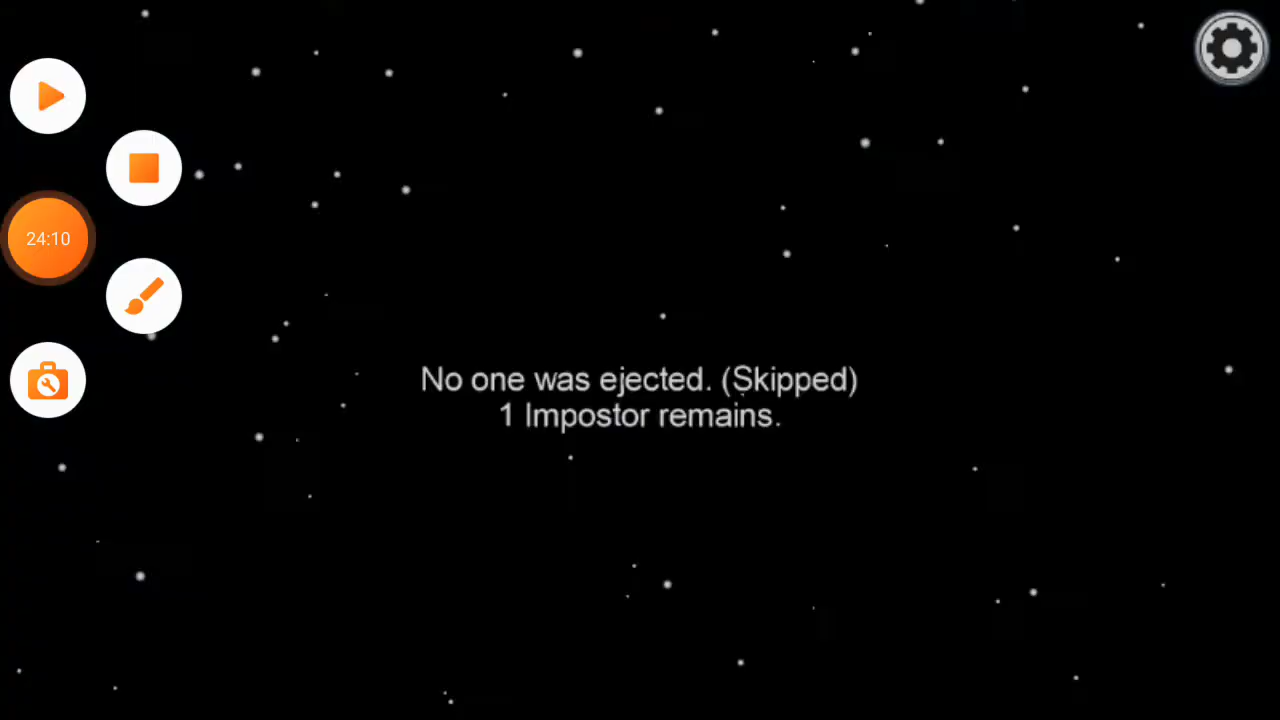 24:10
No one was ejected. (Skipped)
1 Impostor remains.